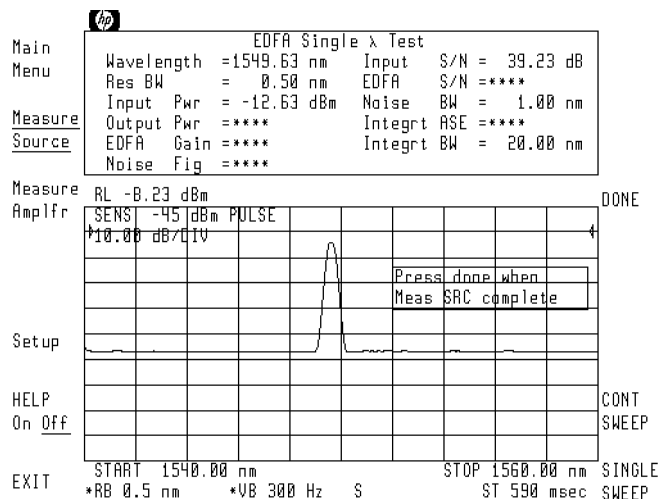 hp
EDFA Single λ Test
Wavelength =1549.63 nm Input S/N = 39.23 dB
Res BW = 0.50 nm EDFA S/N =****
Input Pwr = -12.63 dBm Noise BW = 1.00 nm
Output Pwr =**** Integrt ASE =****
EDFA Gain =**** Integrt BW = 20.00 nm
Noise Fig =****
Main
Menu
Measure
Source
Measure
Amplfr
Setup
HELP
On Off
EXIT
RL -8.23 dBm
SENS -45 dBm PULSE
10.00 dB/DIV
Press done when
Meas SRC complete
DONE
CONT
SWEEP
SINGLE
SWEEP
START 1540.00 nm STOP 1560.00 nm
*RB 0.5 nm *VB 300 Hz S ST 590 msec